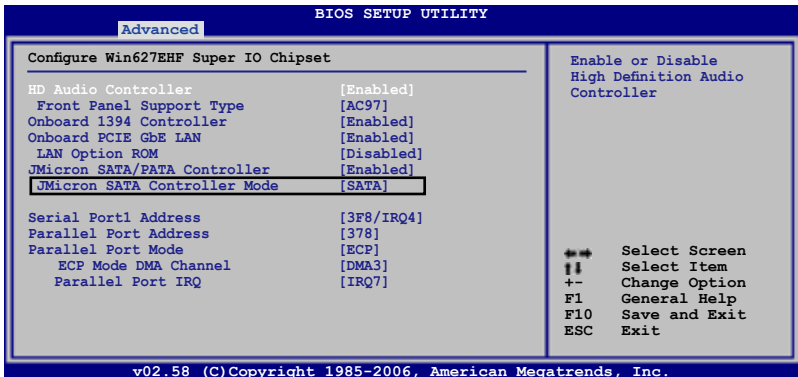 BIOS SETUP UTILITY
Advanced
Configure Win627EHF Super IO Chipset
HD Audio Controller [Enabled]
Front Panel Support Type [AC97]
Onboard 1394 Controller [Enabled]
Onboard PCIE GbE LAN [Enabled]
LAN Option ROM [Disabled]
JMicron SATA/PATA Controller [Enabled]
JMicron SATA Controller Mode [SATA]
Serial Port1 Address [3F8/IRQ4]
Parallel Port Address [378]
Parallel Port Mode [ECP]
ECP Mode DMA Channel [DMA3]
Parallel Port IRQ [IRQ7]
Enable or Disable
High Definition Audio
Controller
Select Screen
Select Item
+- Change Option
F1 General Help
F10 Save and Exit
ESC Exit
v02.58 (C)Copyright 1985-2006, American Megatrends, Inc.